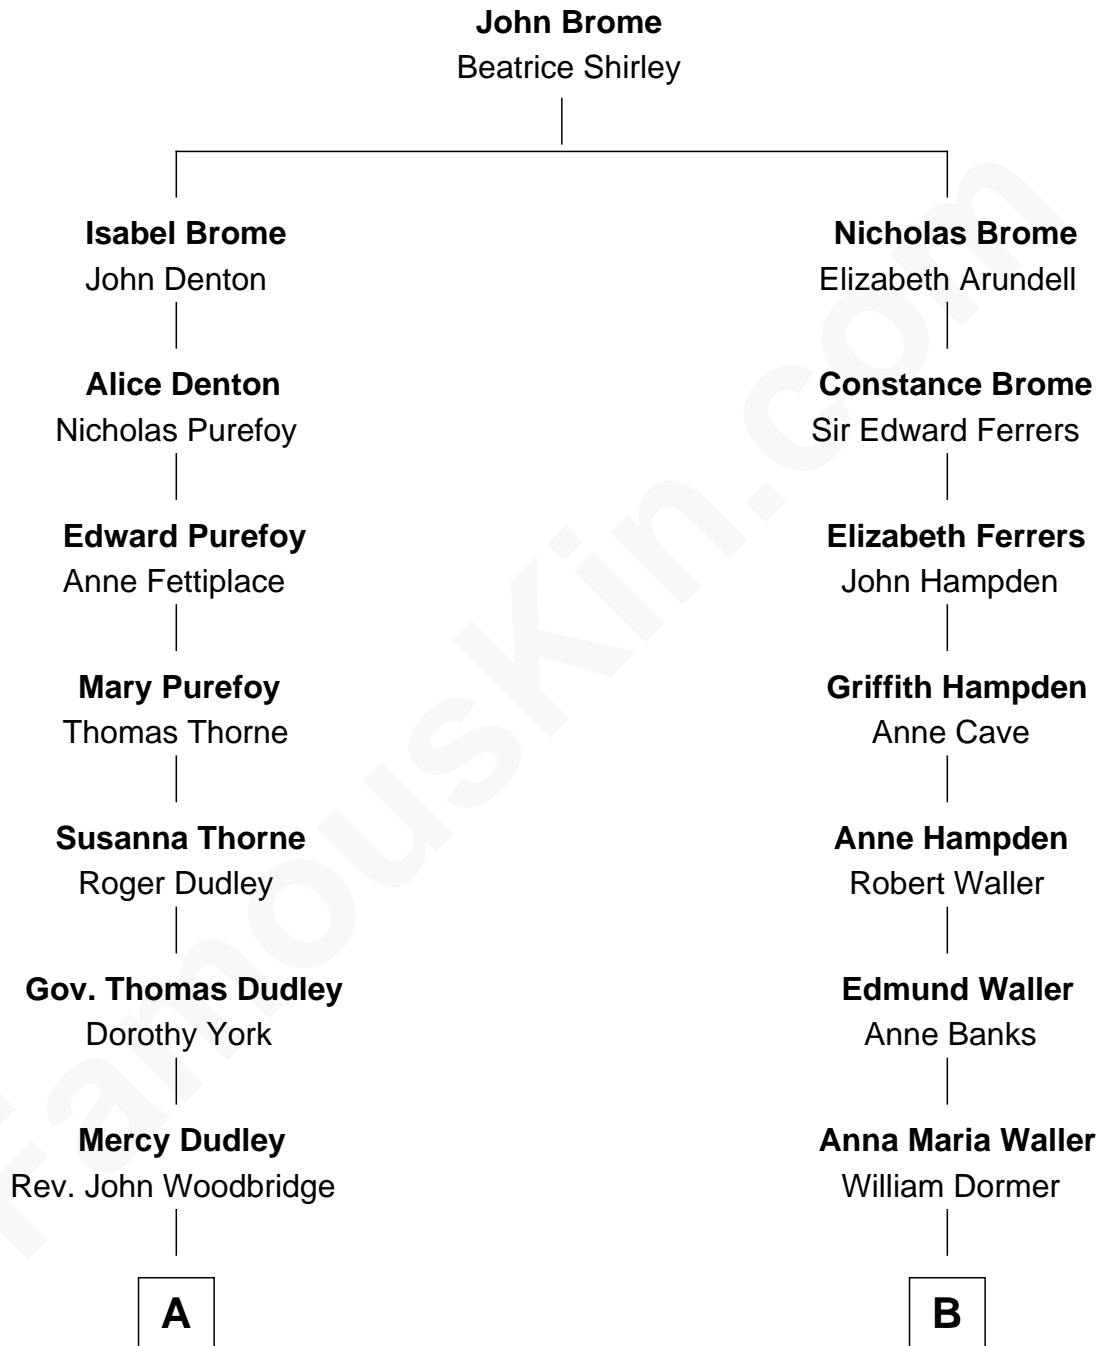 John Brome
Beatrice Shirley
Isabel Brome
John Denton
Alice Denton
Nicholas Purefoy
Edward Purefoy
Anne Fettiplace
Mary Purefoy
Thomas Thorne
Susanna Thorne
Roger Dudley
Gov. Thomas Dudley
Dorothy York
Mercy Dudley
Rev. John Woodbridge
A
Nicholas Brome
Elizabeth Arundell
Constance Brome
Sir Edward Ferrers
Elizabeth Ferrers
John Hampden
Griffith Hampden
Anne Cave
Anne Hampden
Robert Waller
Edmund Waller
Anne Banks
Anna Maria Waller
William Dormer
B
FamousKin.com